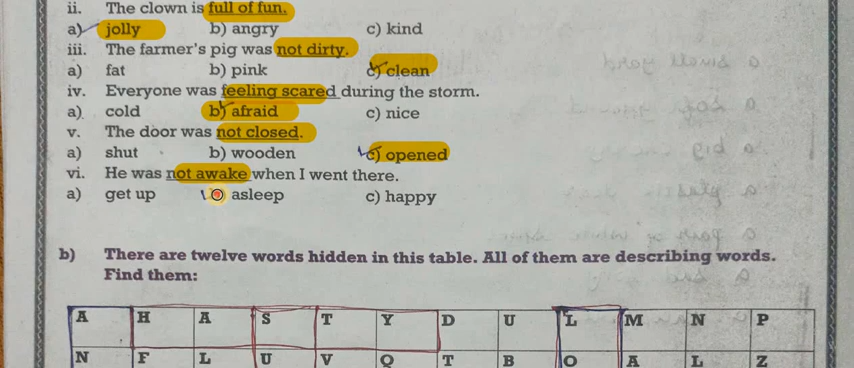 ii. The clown is full of fun.
a) jolly b) angry c) kind
iii. The farmer's pig was not dirty.
a) fat b) pink c) clean
iv. Everyone was feeling scared during the storm.
a) cold b) afraid c) nice
v. The door was not closed.
a) shut b) wooden c) opened
vi. He was not awake when I went there.
a) get up asleep c) happy
b) There are twelve words hidden in this table. All of them are describing words.
Find them:
A H A S T Y D U L M N P
N F L U V Q T B O A L Z